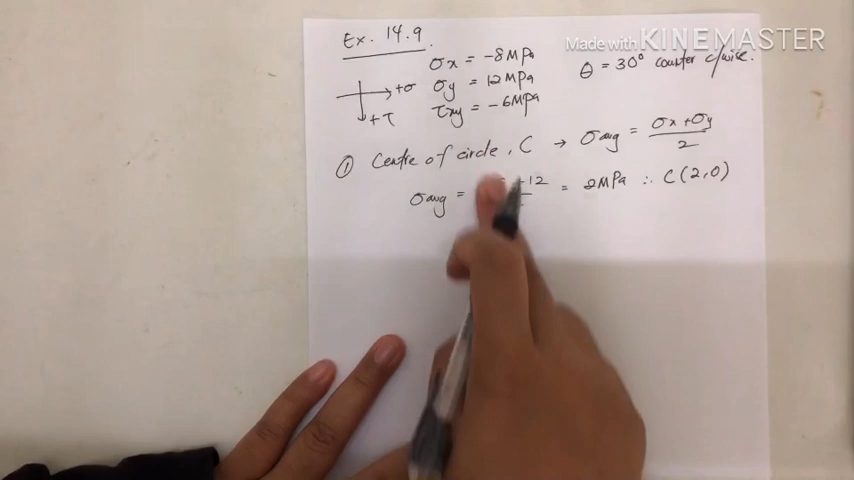 Ex. 14.9
Made with KINEMASTER
σx = -8MPa
θ = 30° counter c/wise.
+σ
σy = 12MPa
+τ
τxy = -6MPa
① Centre of circle, C → σavg = σx+σy / 2
σavg = +12 = 2MPa ∴ C(2,0)